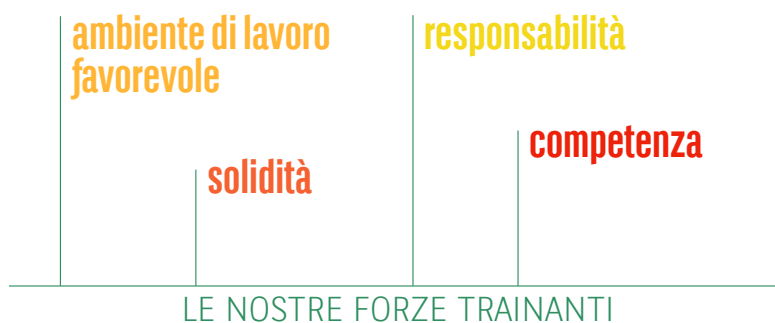 ambiente di lavoro
favorevole
solidità
responsabilità
competenza
LE NOSTRE FORZE TRAINANTI